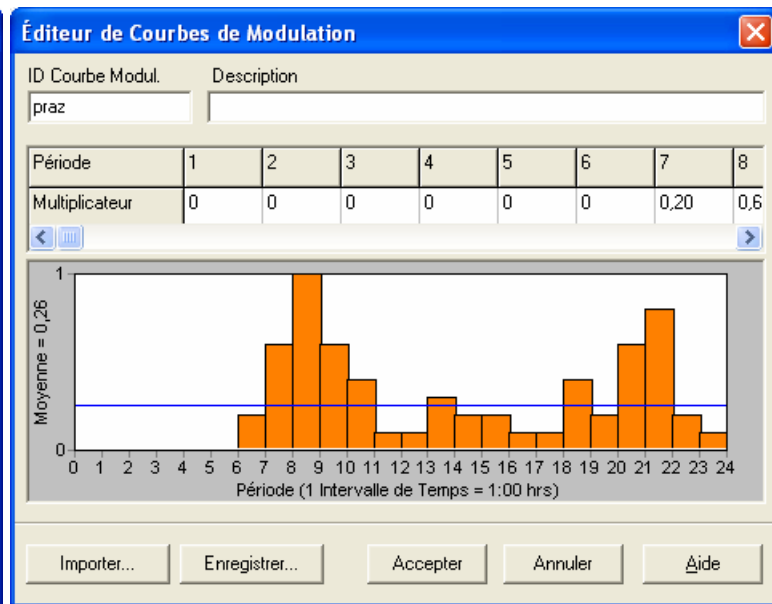 Éditeur de Courbes de Modulation
ID Courbe Modul. Description
praz
Période 1 2 3 4 5 6 7 8
Multiplicateur 0 0 0 0 0 0 0,20 0,6
1
Moyenne = 0,26
0
0 1 2 3 4 5 6 7 8 9 10 11 12 13 14 15 16 17 18 19 20 21 22 23 24
Période (1 Intervalle de Temps = 1:00 hrs)
Importer... Enregistrer... Accepter Annuler Aide